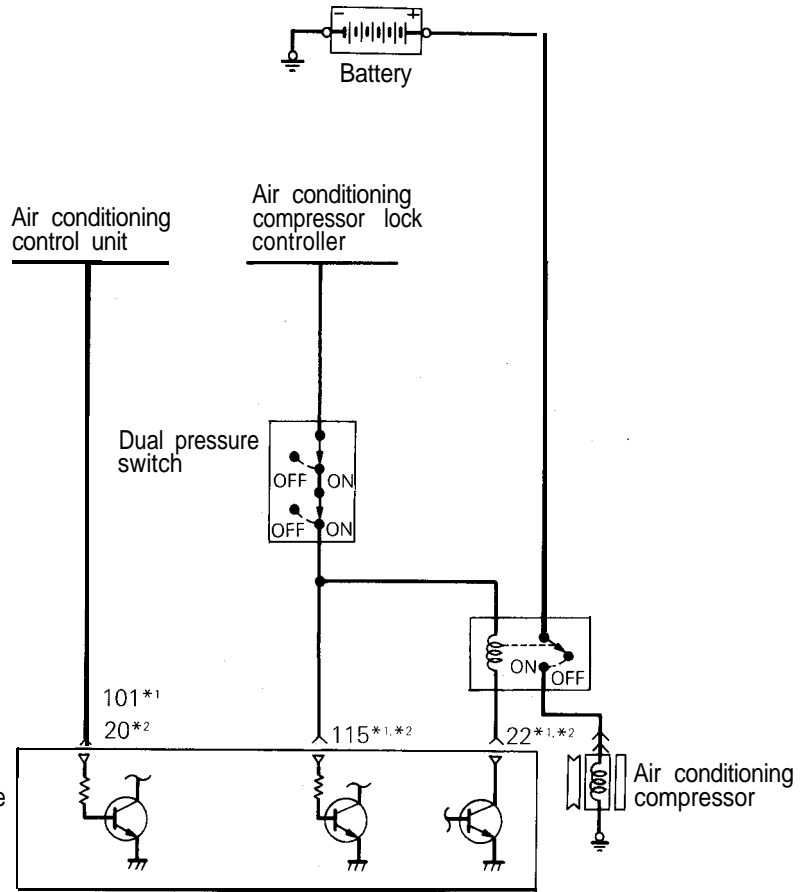 − +
Battery
Air conditioning
control unit
Air conditioning
compressor lock
controller
Dual pressure
switch
OFF ON
OFF ON
ON OFF
101*1
20*2
115*1,*2
22*1,*2
e
Air conditioning
compressor